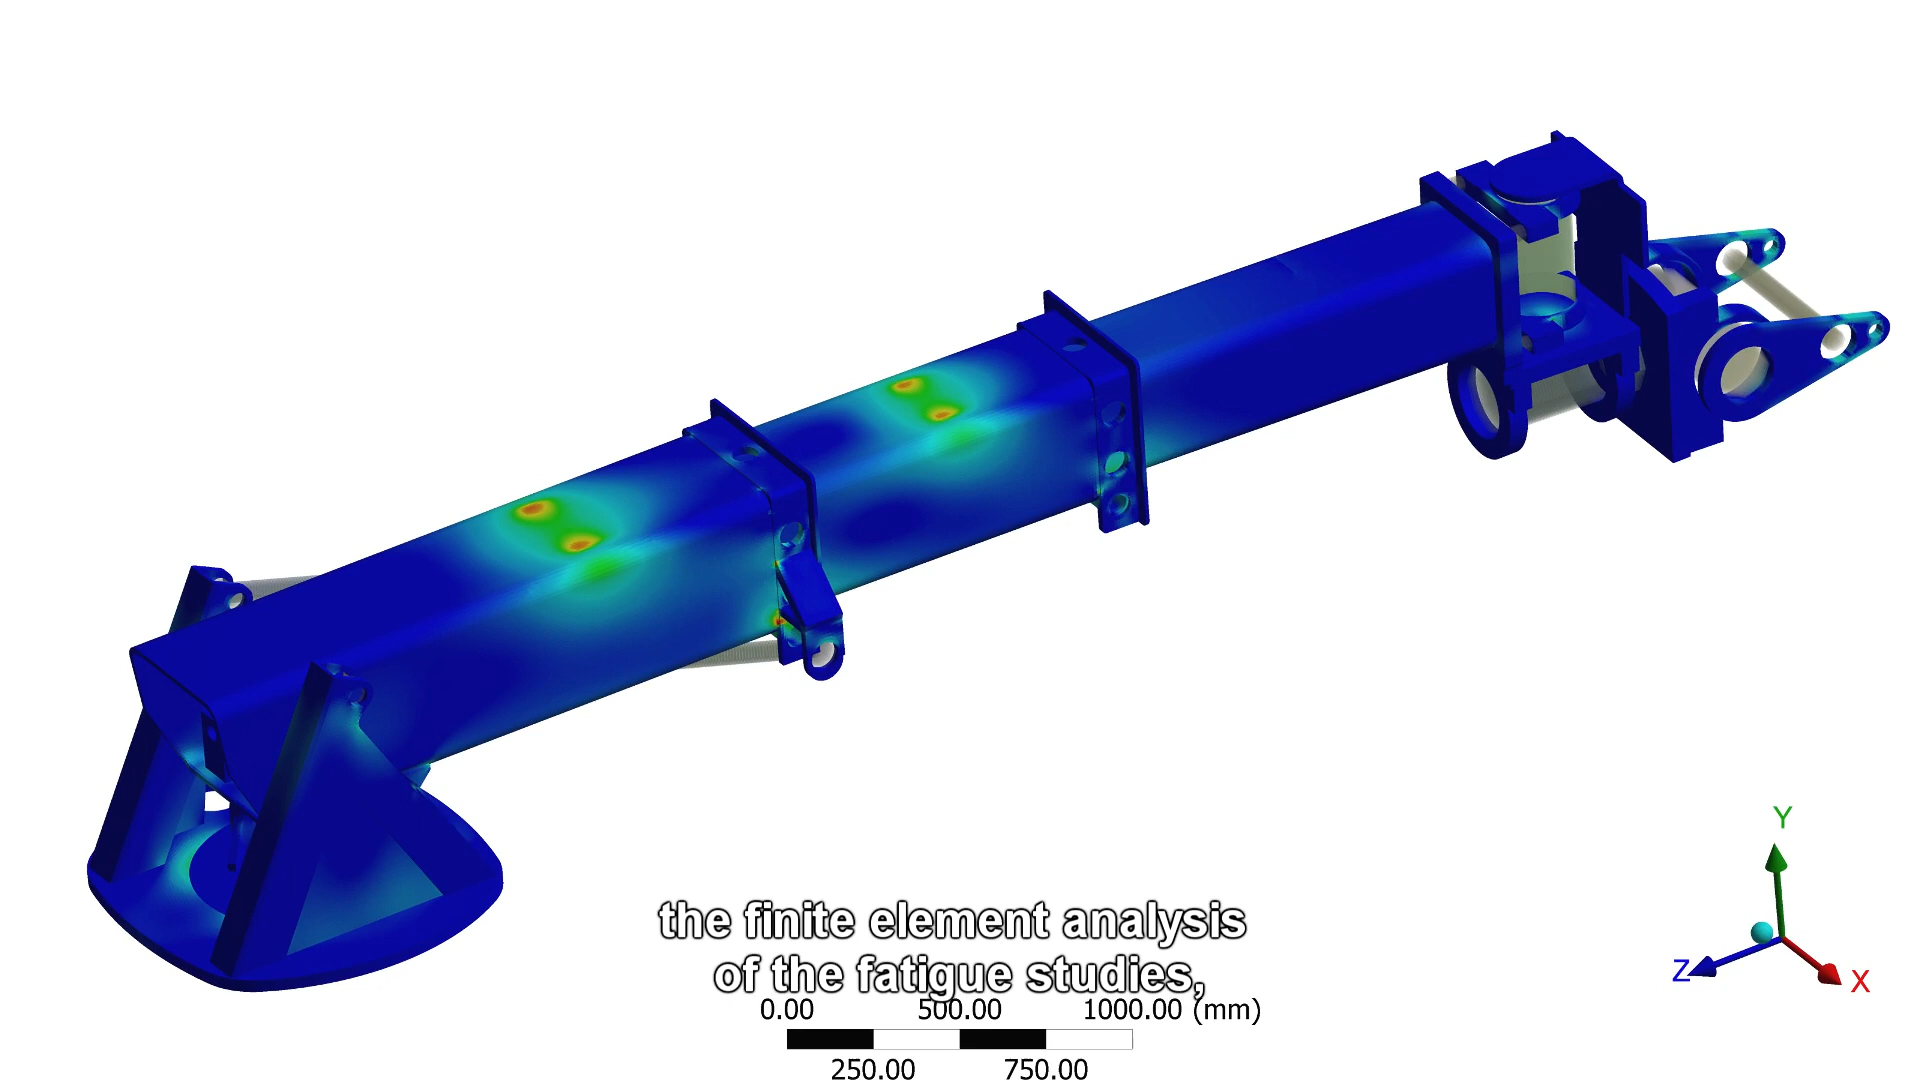 the finite element analysis
of the fatigue studies,
0.00 500.00 1000.00 (mm)
250.00 750.00
Y
Z
X